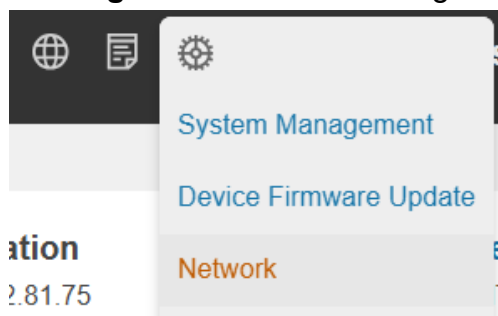 System Management
Device Firmware Update
ation
Network
2.81.75